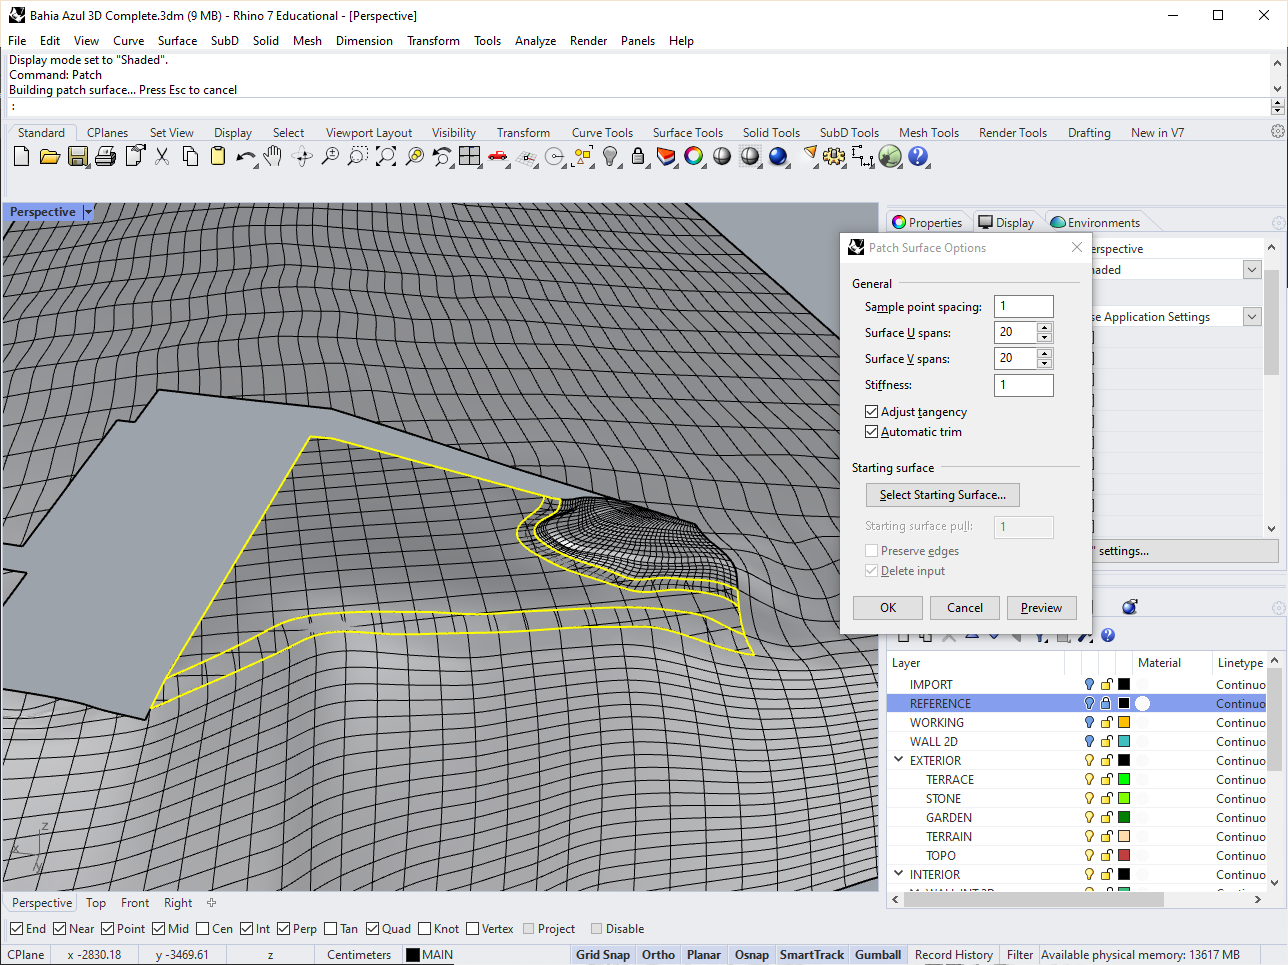 Bahia Azul 3D Complete.3dm (9 MB) - Rhino 7 Educational - [Perspective]
File Edit View Curve Surface SubD Solid Mesh Dimension Transform Tools Analyze Render Panels Help
Display mode set to "Shaded".
Command: Patch
Building patch surface... Press Esc to cancel
:
Standard CPlanes Set View Display Select Viewport Layout Visibility Transform Curve Tools Surface Tools Solid Tools SubD Tools Mesh Tools Render Tools Drafting New in V7
Perspective
Properties Display Environments
Patch Surface Options
erspective
General
haded
Sample point spacing: 1
se Application Settings
Surface U spans: 20
Surface V spans: 20
Stiffness: 1
Adjust tangency
Automatic trim
Starting surface
Select Starting Surface...
Starting surface pull: 1
Preserve edges
" settings...
Delete input
OK Cancel Preview
Layer Material Linetype
IMPORT Continuo
REFERENCE Continuo
WORKING Continuo
WALL 2D Continuo
EXTERIOR Continuo
TERRACE Continuo
STONE Continuo
GARDEN Continuo
TERRAIN Continuo
TOPO Continuo
INTERIOR Continuo
z
x
y
Perspective Top Front Right
End Near Point Mid Cen Int Perp Tan Quad Knot Vertex Project Disable
CPlane x -2830.18 y -3469.61 z Centimeters MAIN Grid Snap Ortho Planar Osnap SmartTrack Gumball Record History Filter Available physical memory: 13617 MB